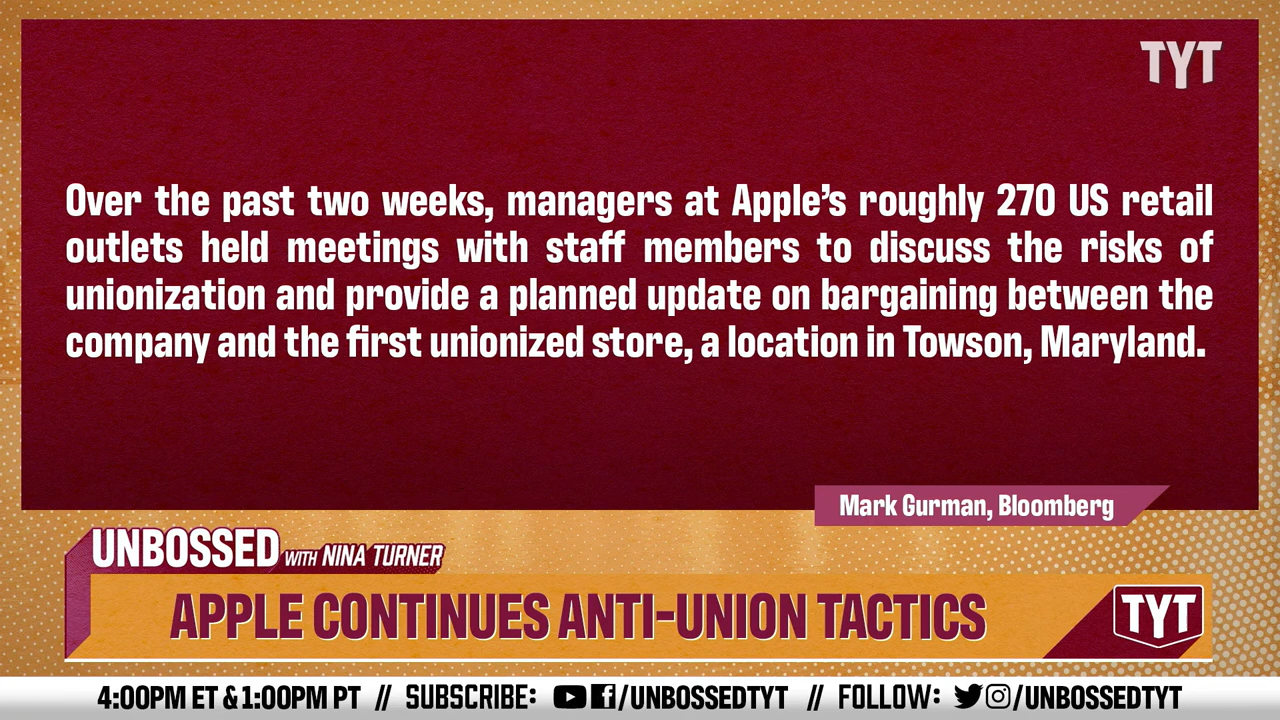 TYT
Over the past two weeks, managers at Apple’s roughly 270 US retail
outlets held meetings with staff members to discuss the risks of
unionization and provide a planned update on bargaining between the
company and the first unionized store, a location in Towson, Maryland.
Mark Gurman, Bloomberg
UNBOSSED WITH NINA TURNER
APPLE CONTINUES ANTI-UNION TACTICS
TYT
4:00PM ET & 1:00PM PT // SUBSCRIBE: /UNBOSSEDTYT // FOLLOW: /UNBOSSEDTYT